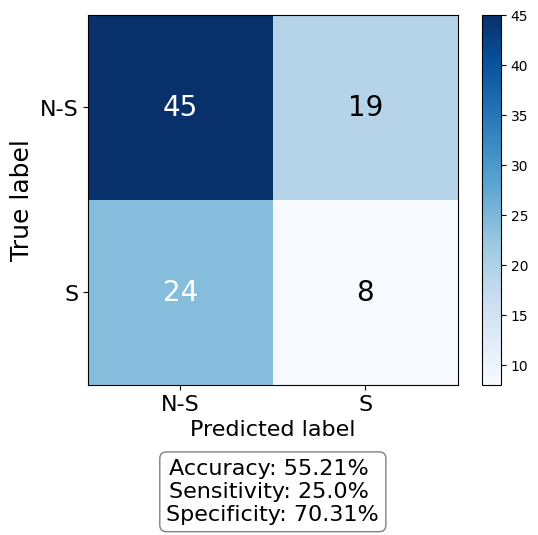 45
N-S
45
19
40
35
True label
30
25
20
S
24
8
15
10
N-S
S
Predicted label
Accuracy: 55.21%
Sensitivity: 25.0%
Specificity: 70.31%